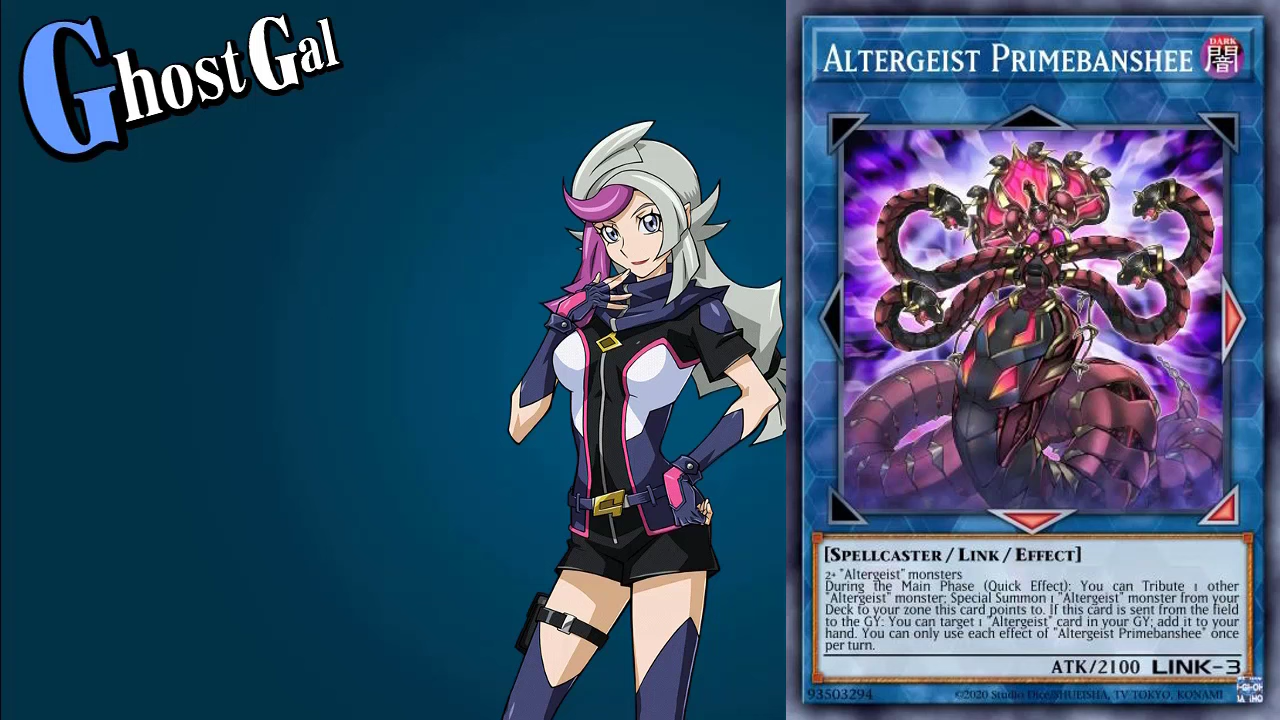 Ghost Gal
ALTERGEIST PRIMEBANSHEE
DARK
闇
[SPELLCASTER / LINK / EFFECT]
2+ "Altergeist" monsters
During the Main Phase (Quick Effect): You can Tribute 1 other
"Altergeist" monster; Special Summon 1 "Altergeist" monster from your
Deck to your zone this card points to. If this card is sent from the field
to the GY: You can target 1 "Altergeist" card in your GY; add it to your
hand. You can only use each effect of "Altergeist Primebanshee" once
per turn.
ATK/2100 LINK-3
93503294
©2020 Studio Dice/SHUEISHA, TV TOKYO, KONAMI